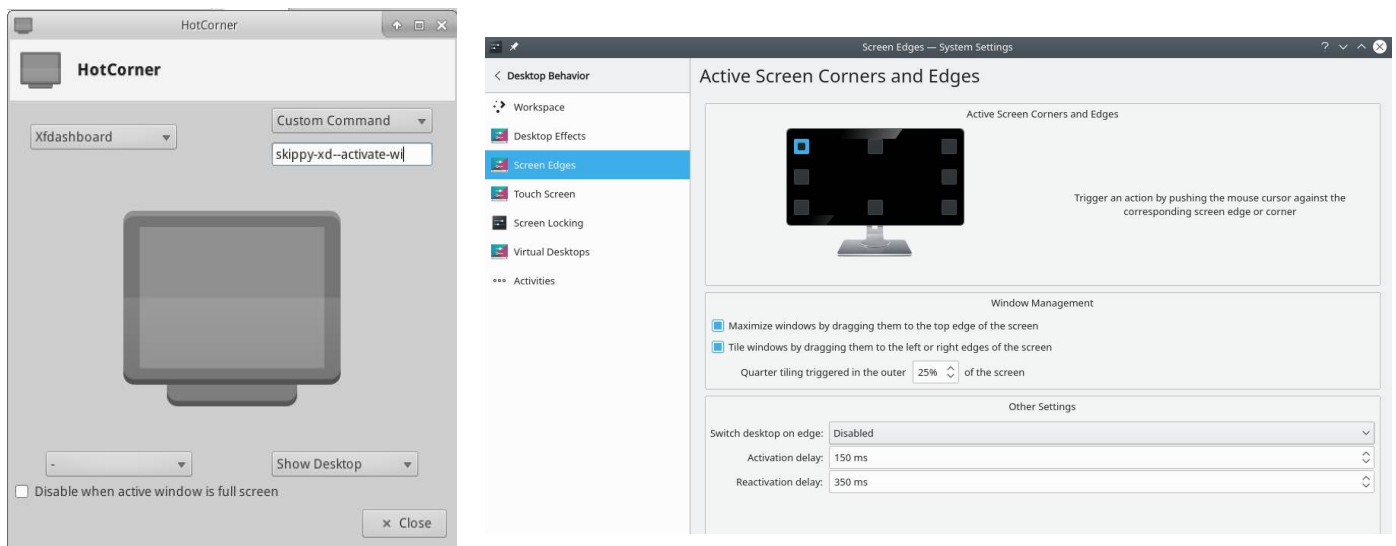 HotCorner
HotCorner
Xfdashboard
Custom Command
skippy-xd--activate-wi
-
Show Desktop
Disable when active window is full screen
× Close
Screen Edges — System Settings
< Desktop Behavior
Workspace
Desktop Effects
Screen Edges
Touch Screen
Screen Locking
Virtual Desktops
Activities
Active Screen Corners and Edges
Active Screen Corners and Edges
Trigger an action by pushing the mouse cursor against the
corresponding screen edge or corner
Window Management
Maximize windows by dragging them to the top edge of the screen
Tile windows by dragging them to the left or right edges of the screen
Quarter tiling triggered in the outer 25% of the screen
Other Settings
Switch desktop on edge: Disabled
Activation delay: 150 ms
Reactivation delay: 350 ms